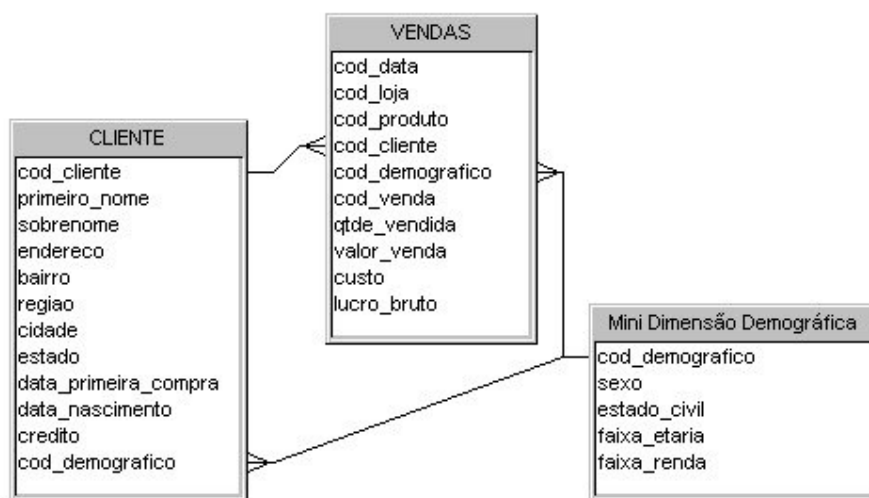 VENDAS
cod_data
cod_loja
cod_produto
cod_cliente
cod_demografico
cod_venda
qtde_vendida
valor_venda
custo
lucro_bruto
CLIENTE
cod_cliente
primeiro_nome
sobrenome
endereco
bairro
regiao
cidade
estado
data_primeira_compra
data_nascimento
credito
cod_demografico
Mini Dimensão Demográfica
cod_demografico
sexo
estado_civil
faixa_etaria
faixa_renda